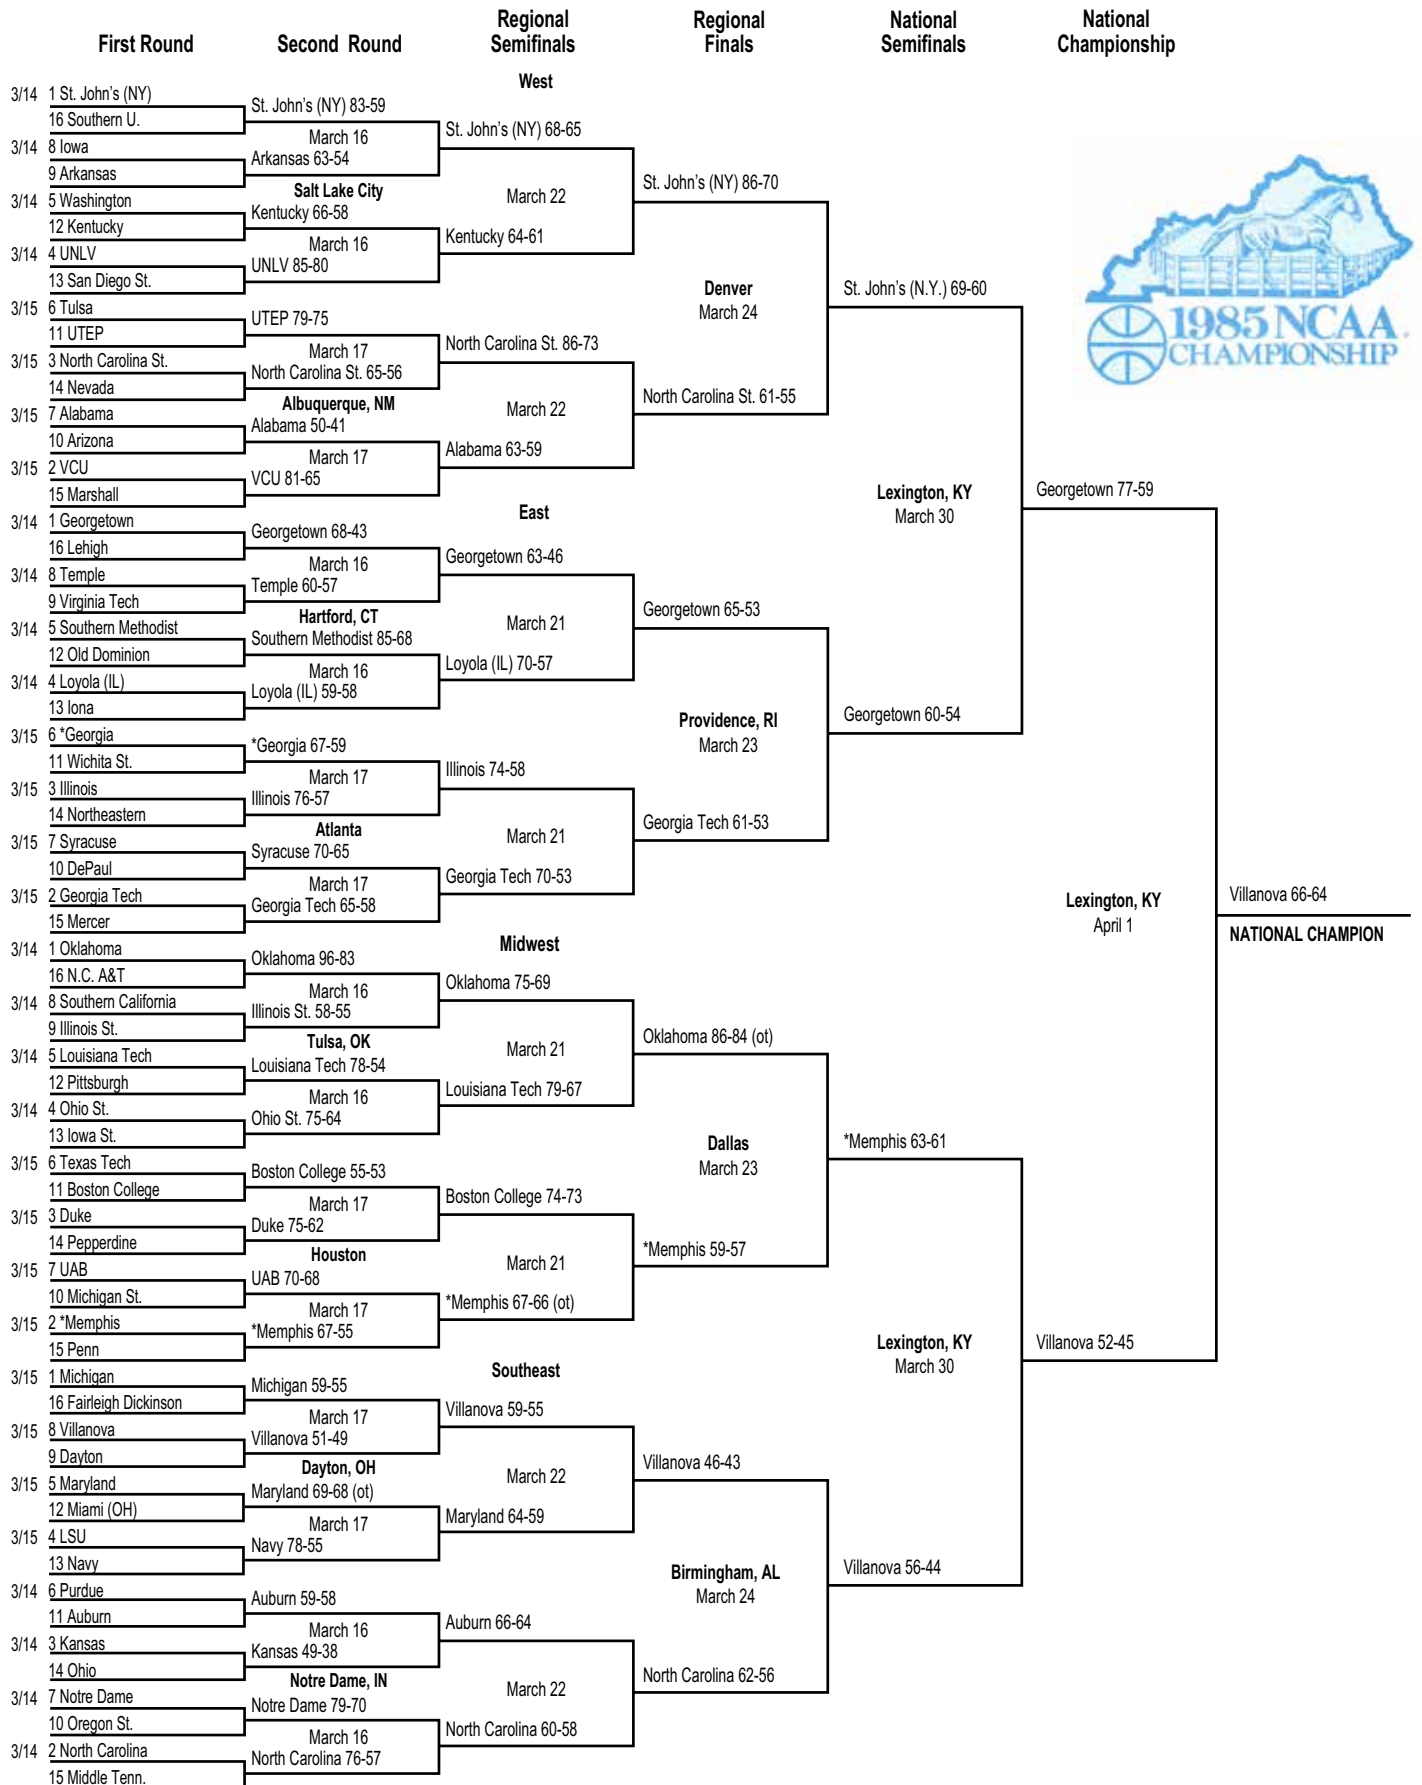 First Round
Second Round
Regional
Semifinals
Regional
Finals
National
Semifinals
National
Championship
West
3/14 1 St. John's (NY)
16 Southern U.
3/14 8 Iowa
9 Arkansas
3/14 5 Washington
12 Kentucky
3/14 4 UNLV
13 San Diego St.
3/15 6 Tulsa
11 UTEP
3/15 3 North Carolina St.
14 Nevada
3/15 7 Alabama
10 Arizona
3/15 2 VCU
15 Marshall
St. John's (NY) 83-59
March 16
Arkansas 63-54
Salt Lake City
Kentucky 66-58
March 16
UNLV 85-80
UTEP 79-75
March 17
North Carolina St. 65-56
Albuquerque, NM
Alabama 50-41
March 17
VCU 81-65
St. John's (NY) 68-65
March 22
Kentucky 64-61
North Carolina St. 86-73
March 22
Alabama 63-59
St. John's (NY) 86-70
Denver
March 24
North Carolina St. 61-55
East
3/14 1 Georgetown
16 Lehigh
3/14 8 Temple
9 Virginia Tech
3/14 5 Southern Methodist
12 Old Dominion
3/14 4 Loyola (IL)
13 Iona
3/15 6 *Georgia
11 Wichita St.
3/15 3 Illinois
14 Northeastern
3/15 7 Syracuse
10 DePaul
3/15 2 Georgia Tech
15 Mercer
Georgetown 68-43
March 16
Temple 60-57
Hartford, CT
Southern Methodist 85-68
March 16
Loyola (IL) 59-58
*Georgia 67-59
March 17
Illinois 76-57
Atlanta
Syracuse 70-65
March 17
Georgia Tech 65-58
Georgetown 63-46
March 21
Loyola (IL) 70-57
Illinois 74-58
March 21
Georgia Tech 70-53
Georgetown 65-53
Providence, RI
March 23
Georgia Tech 61-53
Midwest
3/14 1 Oklahoma
16 N.C. A&T
3/14 8 Southern California
9 Illinois St.
3/14 5 Louisiana Tech
12 Pittsburgh
3/14 4 Ohio St.
13 Iowa St.
3/15 6 Texas Tech
11 Boston College
3/15 3 Duke
14 Pepperdine
3/15 7 UAB
10 Michigan St.
3/15 2 *Memphis
15 Penn
Oklahoma 96-83
March 16
Illinois St. 58-55
Tulsa, OK
Louisiana Tech 78-54
March 16
Ohio St. 75-64
Boston College 55-53
March 17
Duke 75-62
Houston
UAB 70-68
March 17
*Memphis 67-55
Oklahoma 75-69
March 21
Louisiana Tech 79-67
Boston College 74-73
March 21
*Memphis 67-66 (ot)
Oklahoma 86-84 (ot)
Dallas
March 23
*Memphis 59-57
Southeast
3/15 1 Michigan
16 Fairleigh Dickinson
3/15 8 Villanova
9 Dayton
3/15 5 Maryland
12 Miami (OH)
3/15 4 LSU
13 Navy
3/14 6 Purdue
11 Auburn
3/14 3 Kansas
14 Ohio
3/14 7 Notre Dame
10 Oregon St.
3/14 2 North Carolina
15 Middle Tenn.
Michigan 59-55
March 17
Villanova 51-49
Dayton, OH
Maryland 69-68 (ot)
March 17
Navy 78-55
Auburn 59-58
March 16
Kansas 49-38
Notre Dame, IN
Notre Dame 79-70
March 16
North Carolina 76-57
Villanova 59-55
March 22
Maryland 64-59
Auburn 66-64
March 22
North Carolina 60-58
Villanova 46-43
Birmingham, AL
March 24
North Carolina 62-56
St. John's (N.Y.) 69-60
Lexington, KY
March 30
Georgetown 60-54
*Memphis 63-61
Lexington, KY
March 30
Villanova 56-44
Georgetown 77-59
Lexington, KY
April 1
Villanova 52-45
Villanova 66-64
NATIONAL CHAMPION
1985 NCAA
CHAMPIONSHIP